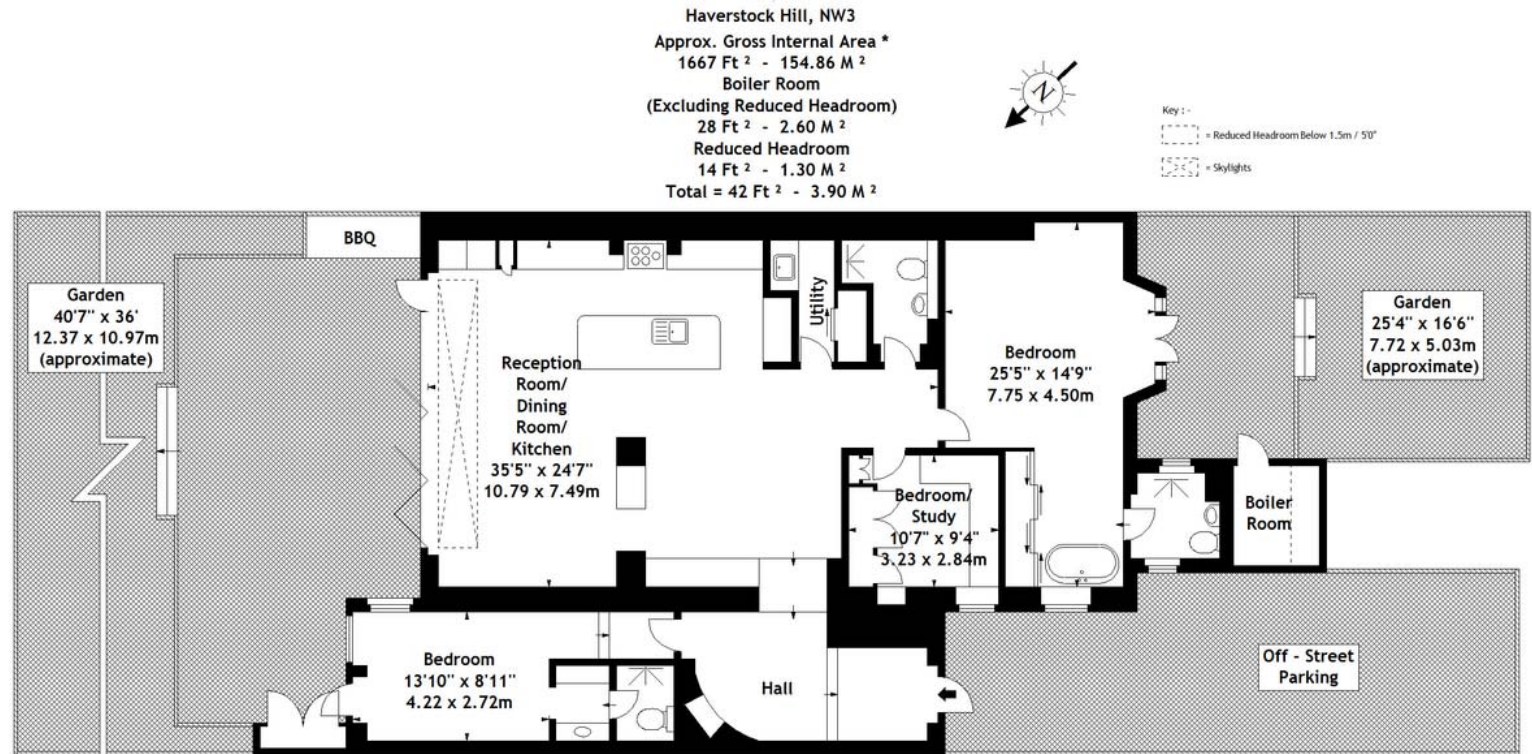 Haverstock Hill, NW3
Approx. Gross Internal Area *
1667 Ft ² - 154.86 M ²
Boiler Room
(Excluding Reduced Headroom)
28 Ft ² - 2.60 M ²
Reduced Headroom
14 Ft ² - 1.30 M ²
Total = 42 Ft ² - 3.90 M ²
N
Key : -
= Reduced Headroom Below 1.5m / 5'0"
= Skylights
BBQ
Garden
40'7" x 36'
12.37 x 10.97m
(approximate)
Reception
Room/
Dining
Room/
Kitchen
35'5" x 24'7"
10.79 x 7.49m
Utility
Bedroom
25'5" x 14'9"
7.75 x 4.50m
Garden
25'4" x 16'6"
7.72 x 5.03m
(approximate)
Bedroom/
Study
10'7" x 9'4"
3.23 x 2.84m
Boiler
Room
Bedroom
13'10" x 8'11"
4.22 x 2.72m
Hall
Off - Street
Parking